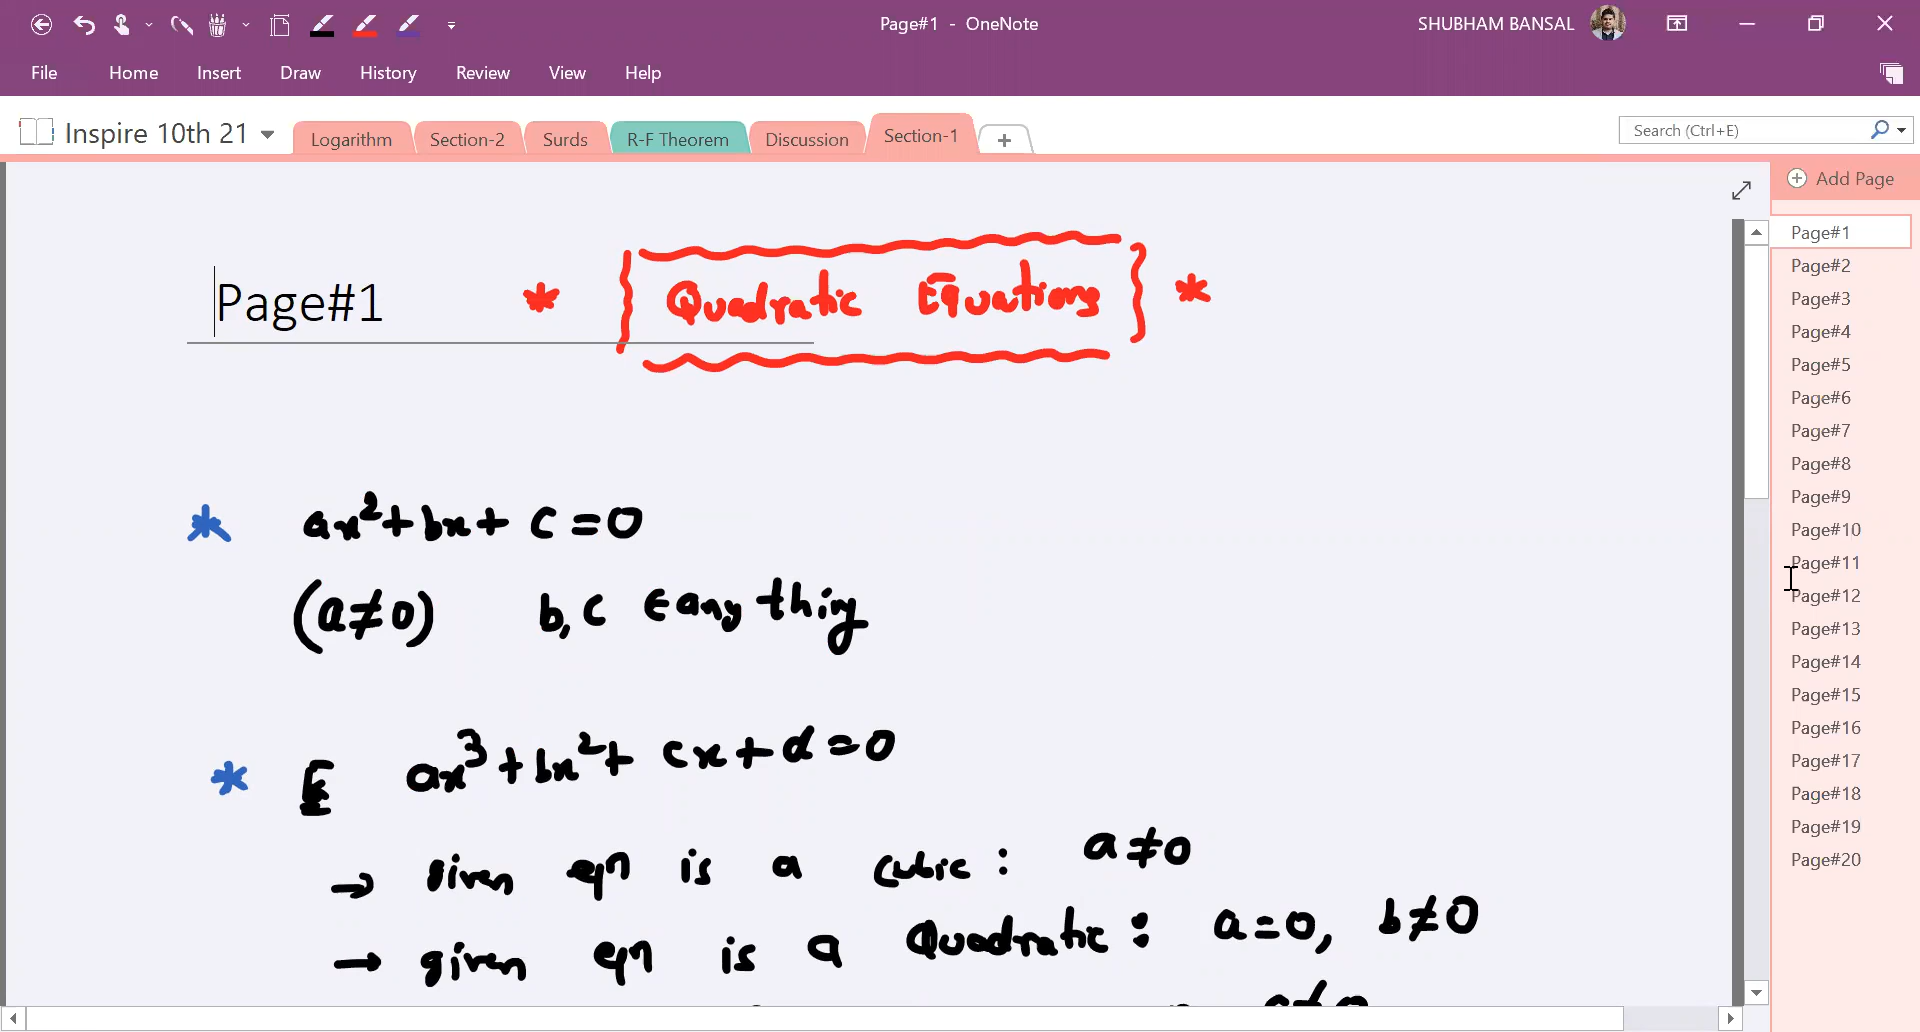 Page#1 - OneNote
SHUBHAM BANSAL
File Home Insert Draw History Review View Help
Inspire 10th 21
Logarithm Section-2 Surds R-F Theorem Discussion Section-1
Search (Ctrl+E)
Add Page
Page#1
* { Quadratic Equations } *
* ax²+bx+ c =0
(a≠0) b,c ∈ anything
* E ax³+bx²+ cx+d=0
→ given eqn is a cubic : a≠0
→ given eqn is a Quadratic : a=0, b≠0
Page#1
Page#2
Page#3
Page#4
Page#5
Page#6
Page#7
Page#8
Page#9
Page#10
Page#11
Page#12
Page#13
Page#14
Page#15
Page#16
Page#17
Page#18
Page#19
Page#20